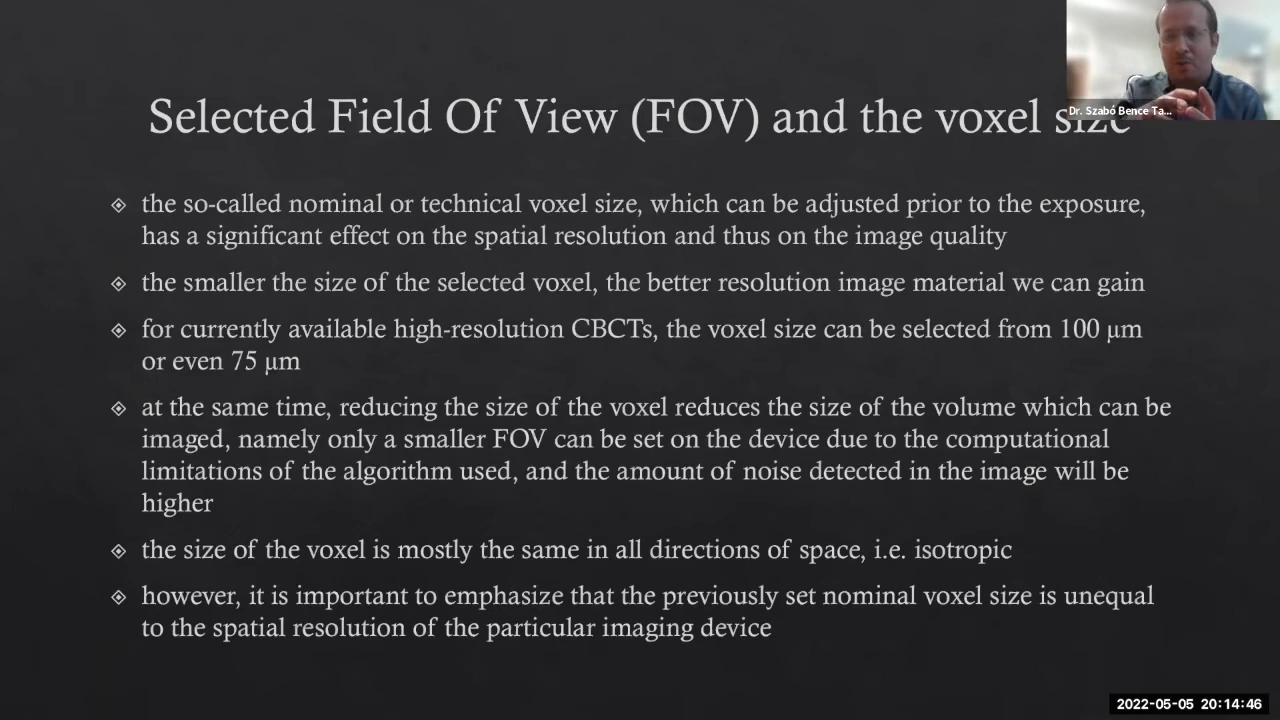 Selected Field Of View (FOV) and the voxel size
Dr. Szabó Bence Ta...
the so-called nominal or technical voxel size, which can be adjusted prior to the exposure,
has a significant effect on the spatial resolution and thus on the image quality
the smaller the size of the selected voxel, the better resolution image material we can gain
for currently available high-resolution CBCTs, the voxel size can be selected from 100 µm
or even 75 µm
at the same time, reducing the size of the voxel reduces the size of the volume which can be
imaged, namely only a smaller FOV can be set on the device due to the computational
limitations of the algorithm used, and the amount of noise detected in the image will be
higher
the size of the voxel is mostly the same in all directions of space, i.e. isotropic
however, it is important to emphasize that the previously set nominal voxel size is unequal
to the spatial resolution of the particular imaging device
2022-05-05 20:14:46